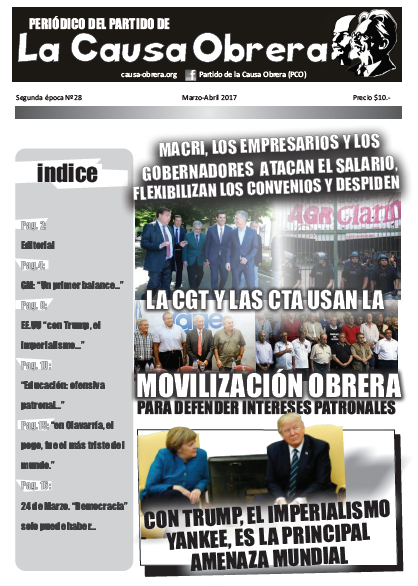 PERIÓDICO DEL PARTIDO DE
La Causa Obrera
causa-obrera.org f Partido de la Causa Obrera (PCO)
Segunda época Nº28 Marzo-Abril 2017 Precio $10.-
indice
Pag. 2:
Editorial
Pag.4:
GM: "Un primer balance..."
Pag. 8:
EE.UU "con Trump, el
imperialismo...”
Pag. 10:
"Educación: ofensiva
patronal..."
Pag.15: "en Olavarría, el
pogo, fue el más triste del
mundo."
Pag. 16:
24 de Marzo. "Democracia"
solo puede haber...
MACRI, LOS EMPRESARIOS Y LOS
GOBERNADORES ATACAN EL SALARIO,
FLEXIBILIZAN LOS CONVENIOS Y DESPIDEN
AGR Clarín
LA CGT Y LAS CTA USAN LA
MOVILIZACIÓN OBRERA
PARA DEFENDER INTERESES PATRONALES
CON TRUMP, EL IMPERIALISMO
YANKEE, ES LA PRINCIPAL
AMENAZA MUNDIAL